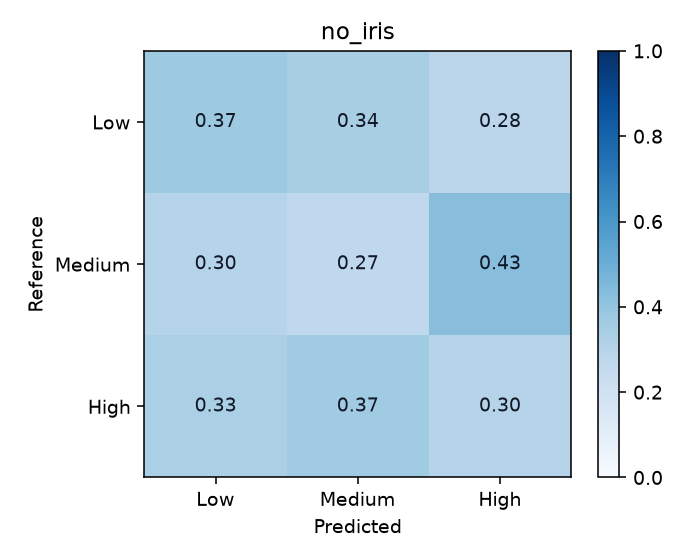 no_iris
Reference
Low 0.37 0.34 0.28
Medium 0.30 0.27 0.43
High 0.33 0.37 0.30
Low Medium High
Predicted
1.0
0.8
0.6
0.4
0.2
0.0